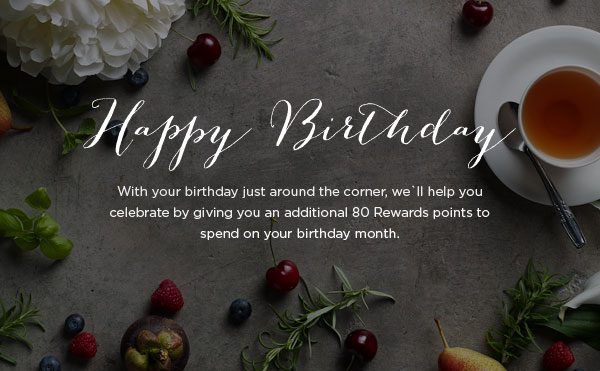 Happy Birthday
With your birthday just around the corner, we`ll help you
celebrate by giving you an additional 80 Rewards points to
spend on your birthday month.